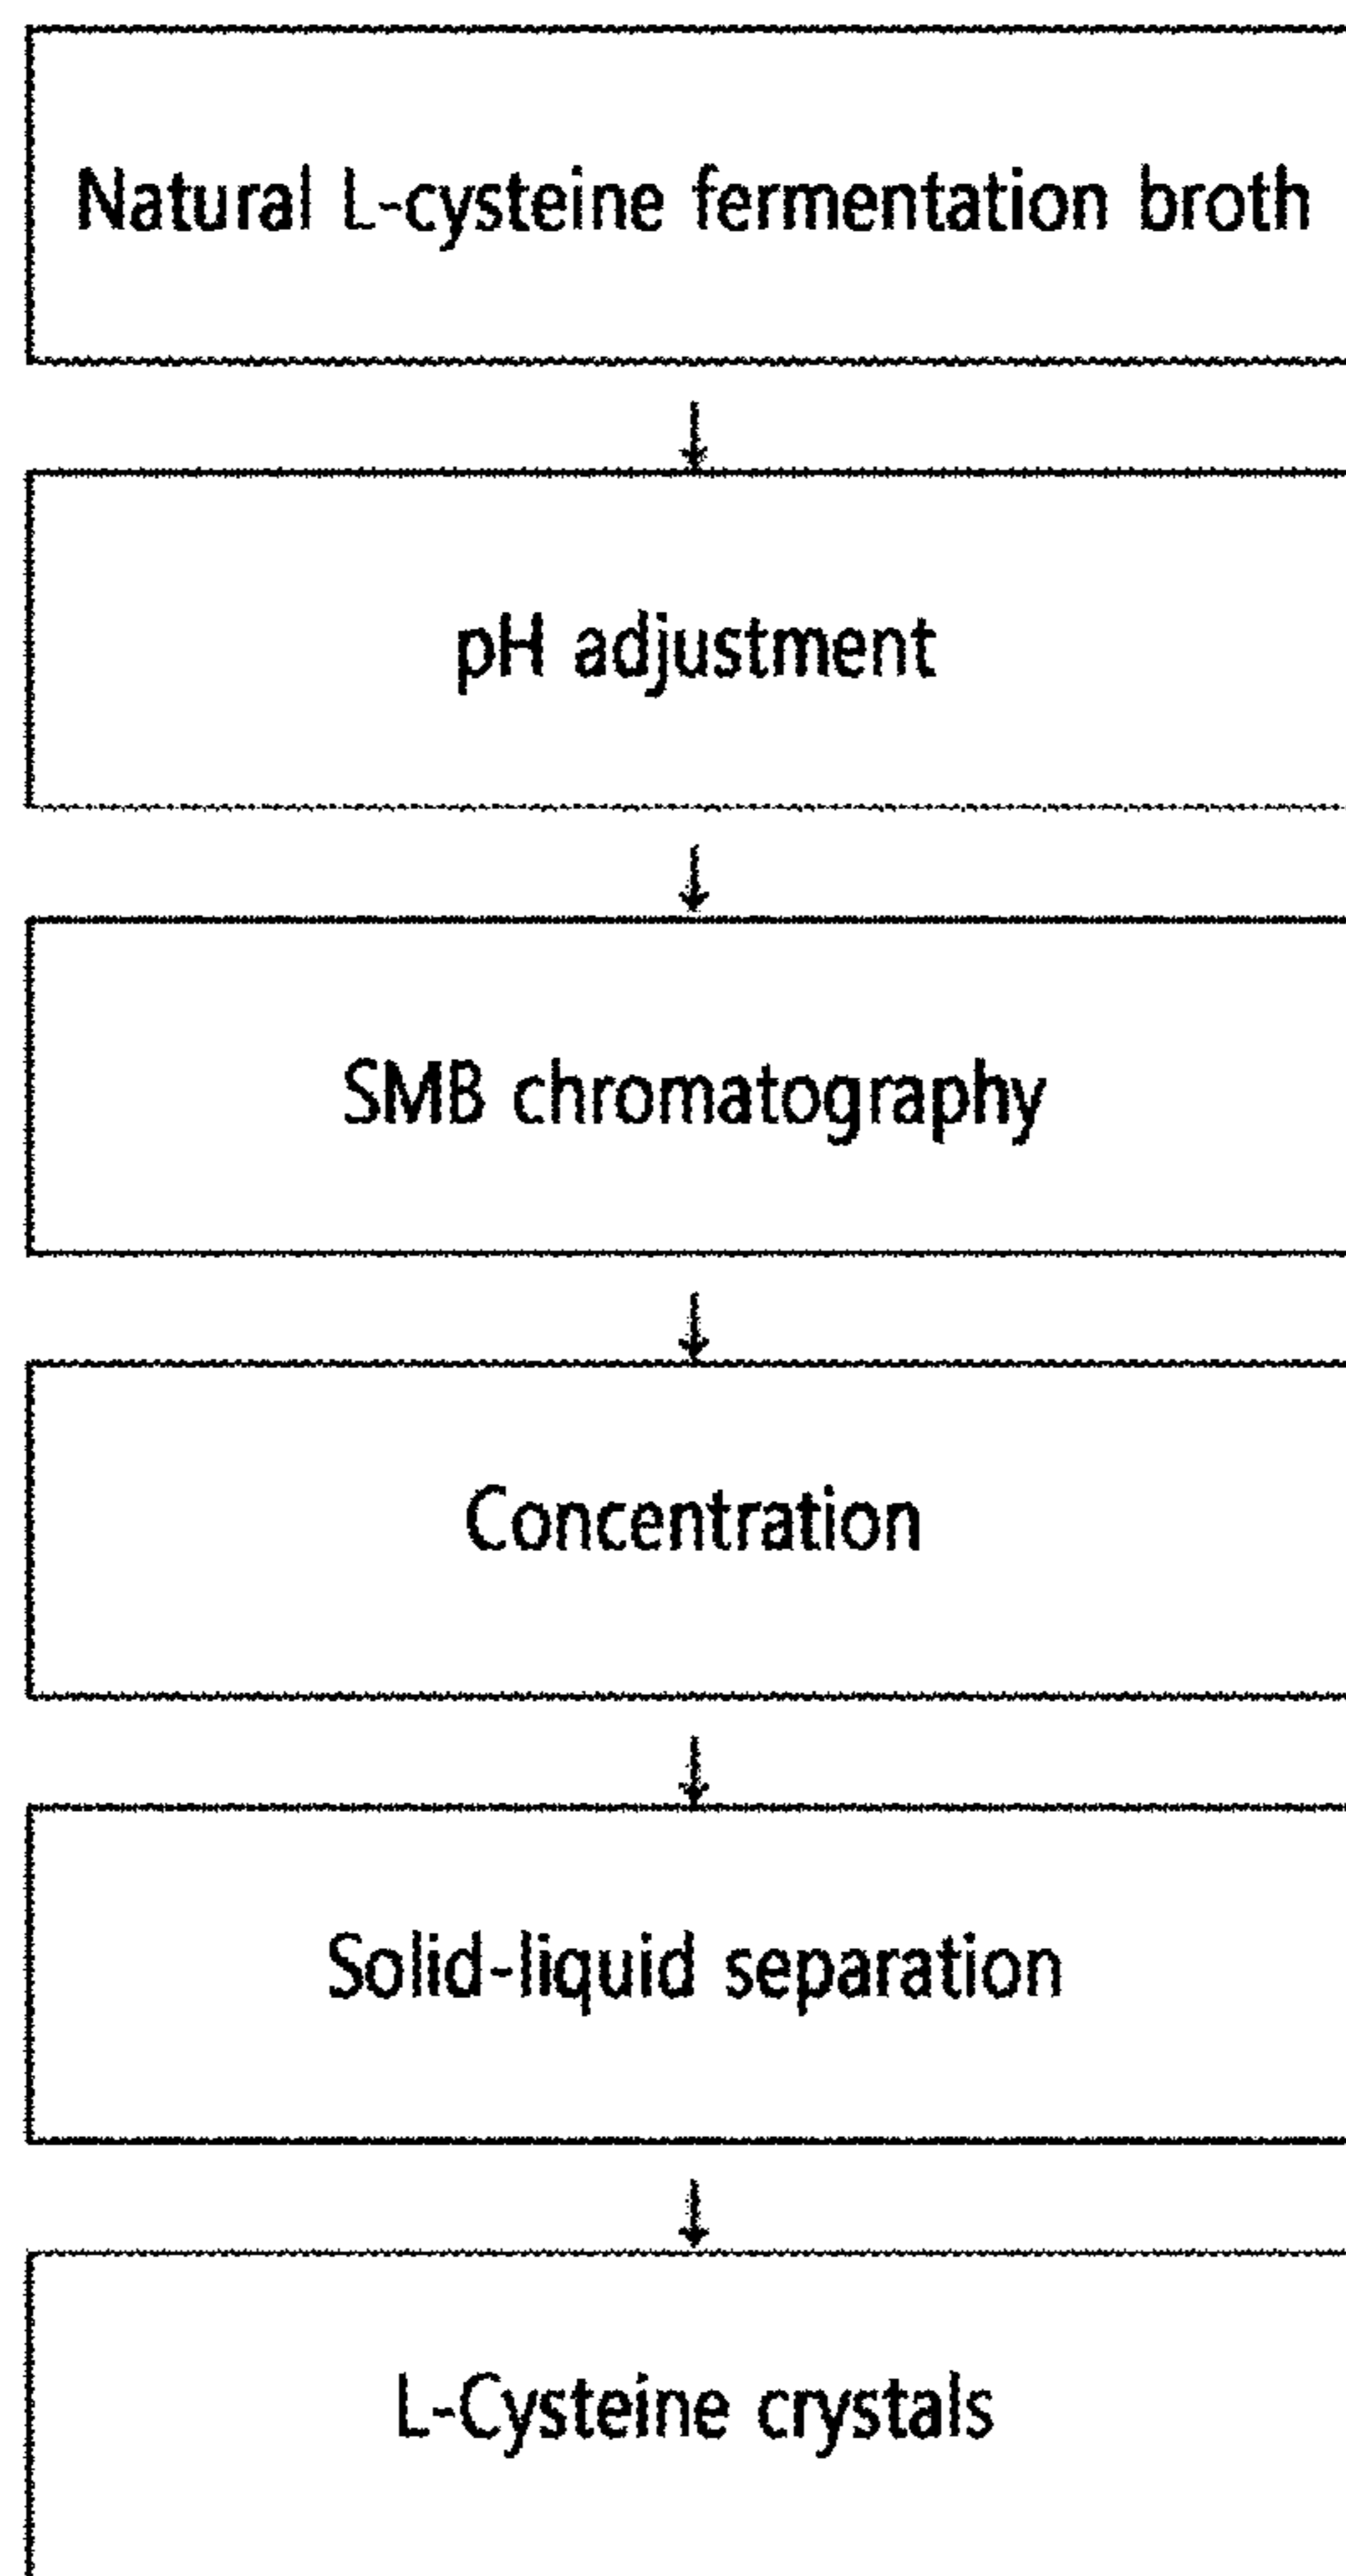 Natural L-cysteine fermentation broth
pH adjustment
SMB chromatography
Concentration
Solid-liquid separation
L-Cysteine crystals